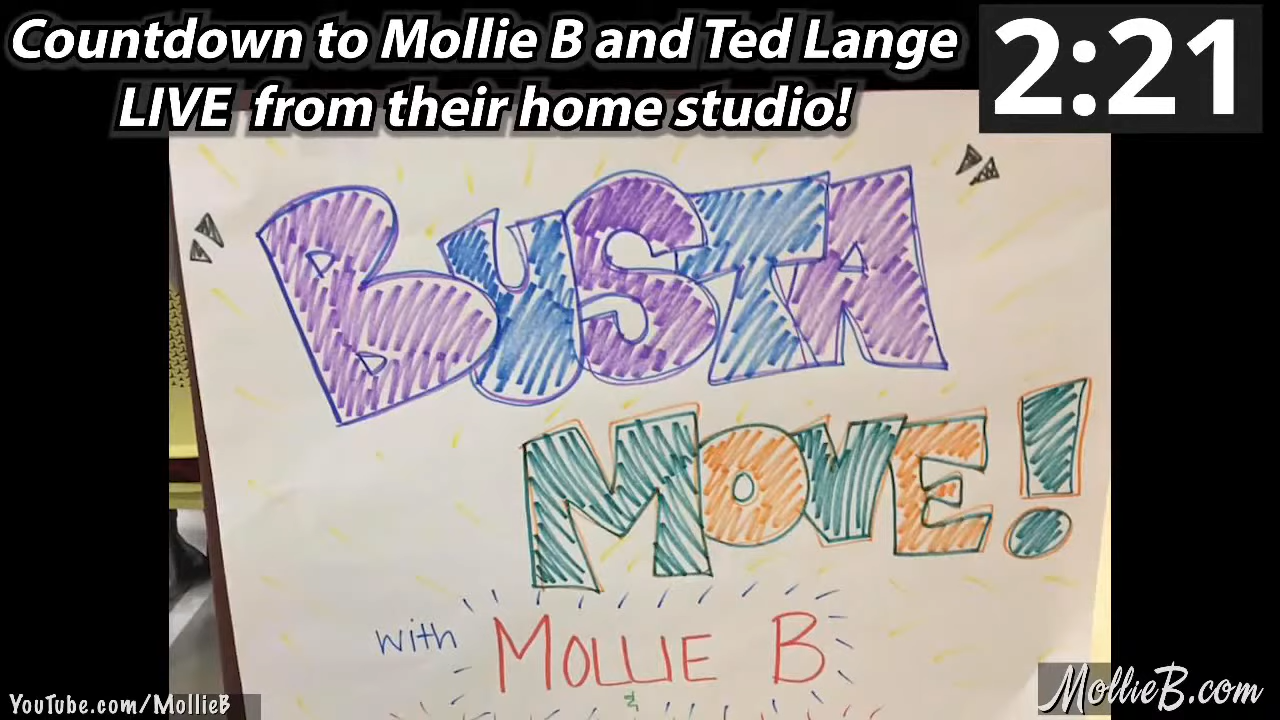 Countdown to Mollie B and Ted Lange
LIVE from their home studio!
2:21
BUSTA
MOVE!
with MOLLIE B
&
YouTube.com/MollieB
MollieB.com